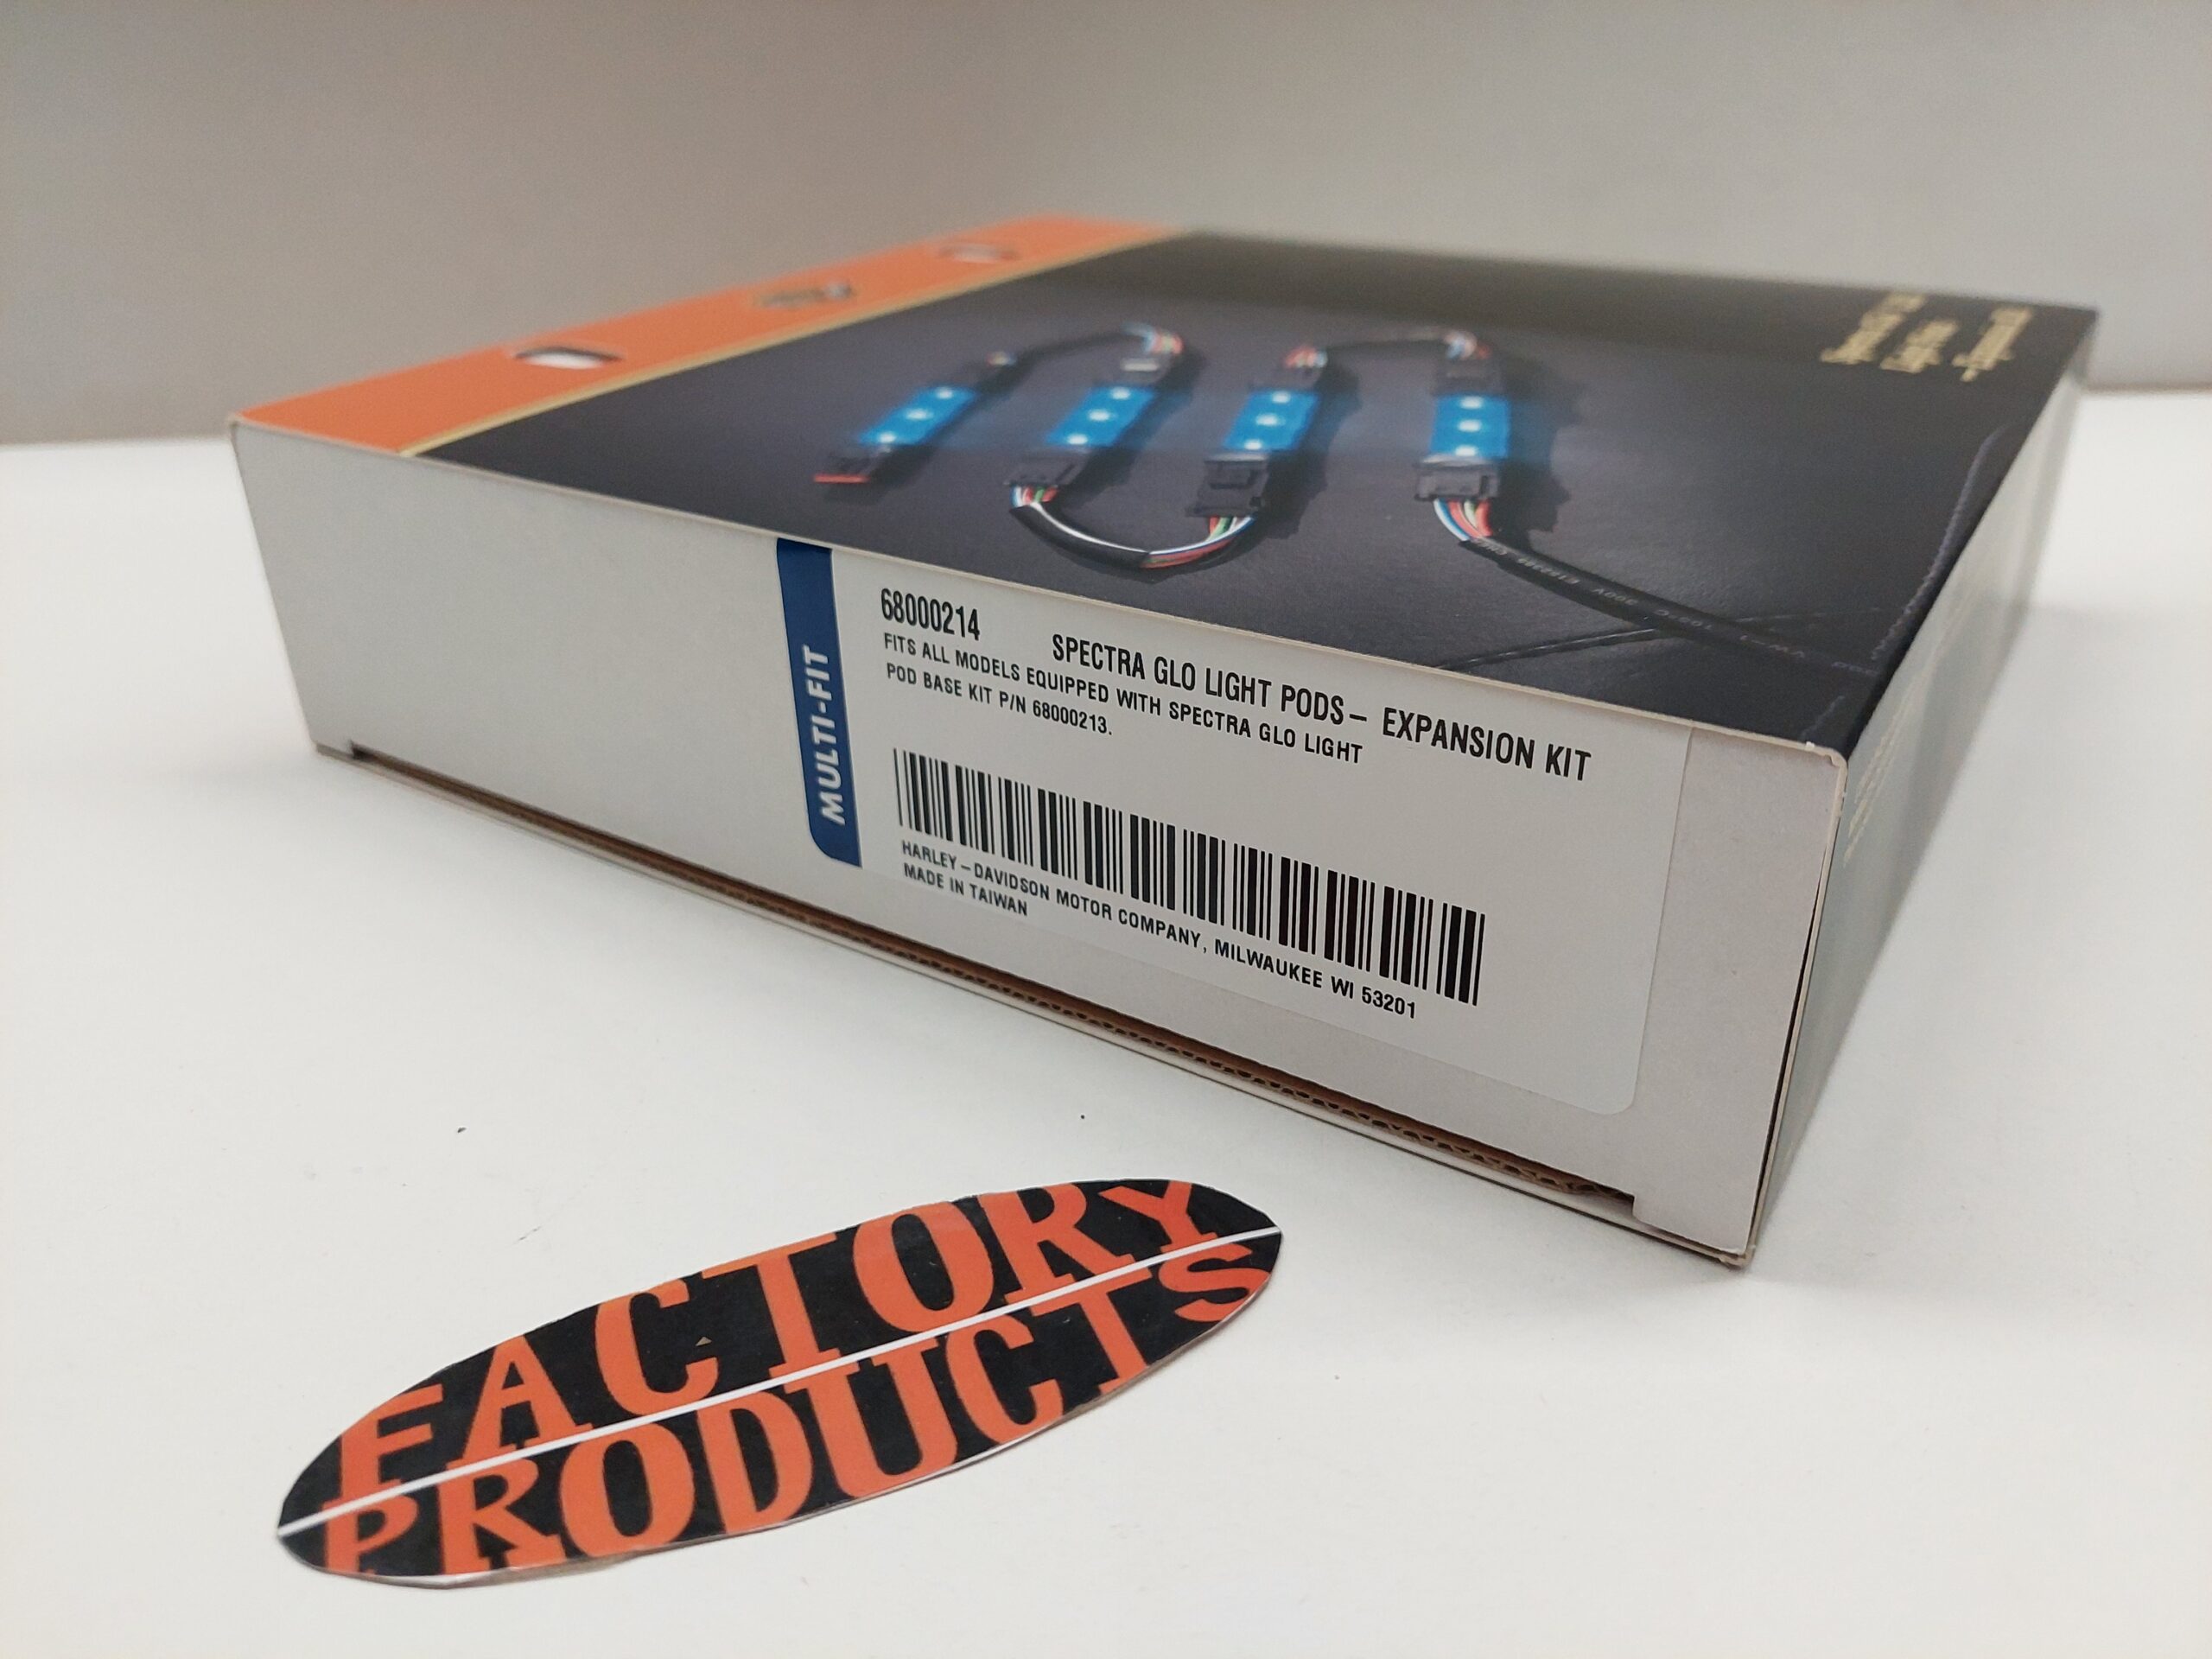 68000214 SPECTRA GLO LIGHT PODS– EXPANSION KIT
FITS ALL MODELS EQUIPPED WITH SPECTRA GLO LIGHT
POD BASE KIT P/N 68000213.
MULTI-FIT
HARLEY–DAVIDSON MOTOR COMPANY, MILWAUKEE WI 53201
MADE IN TAIWAN
FACTORY
PRODUCTS